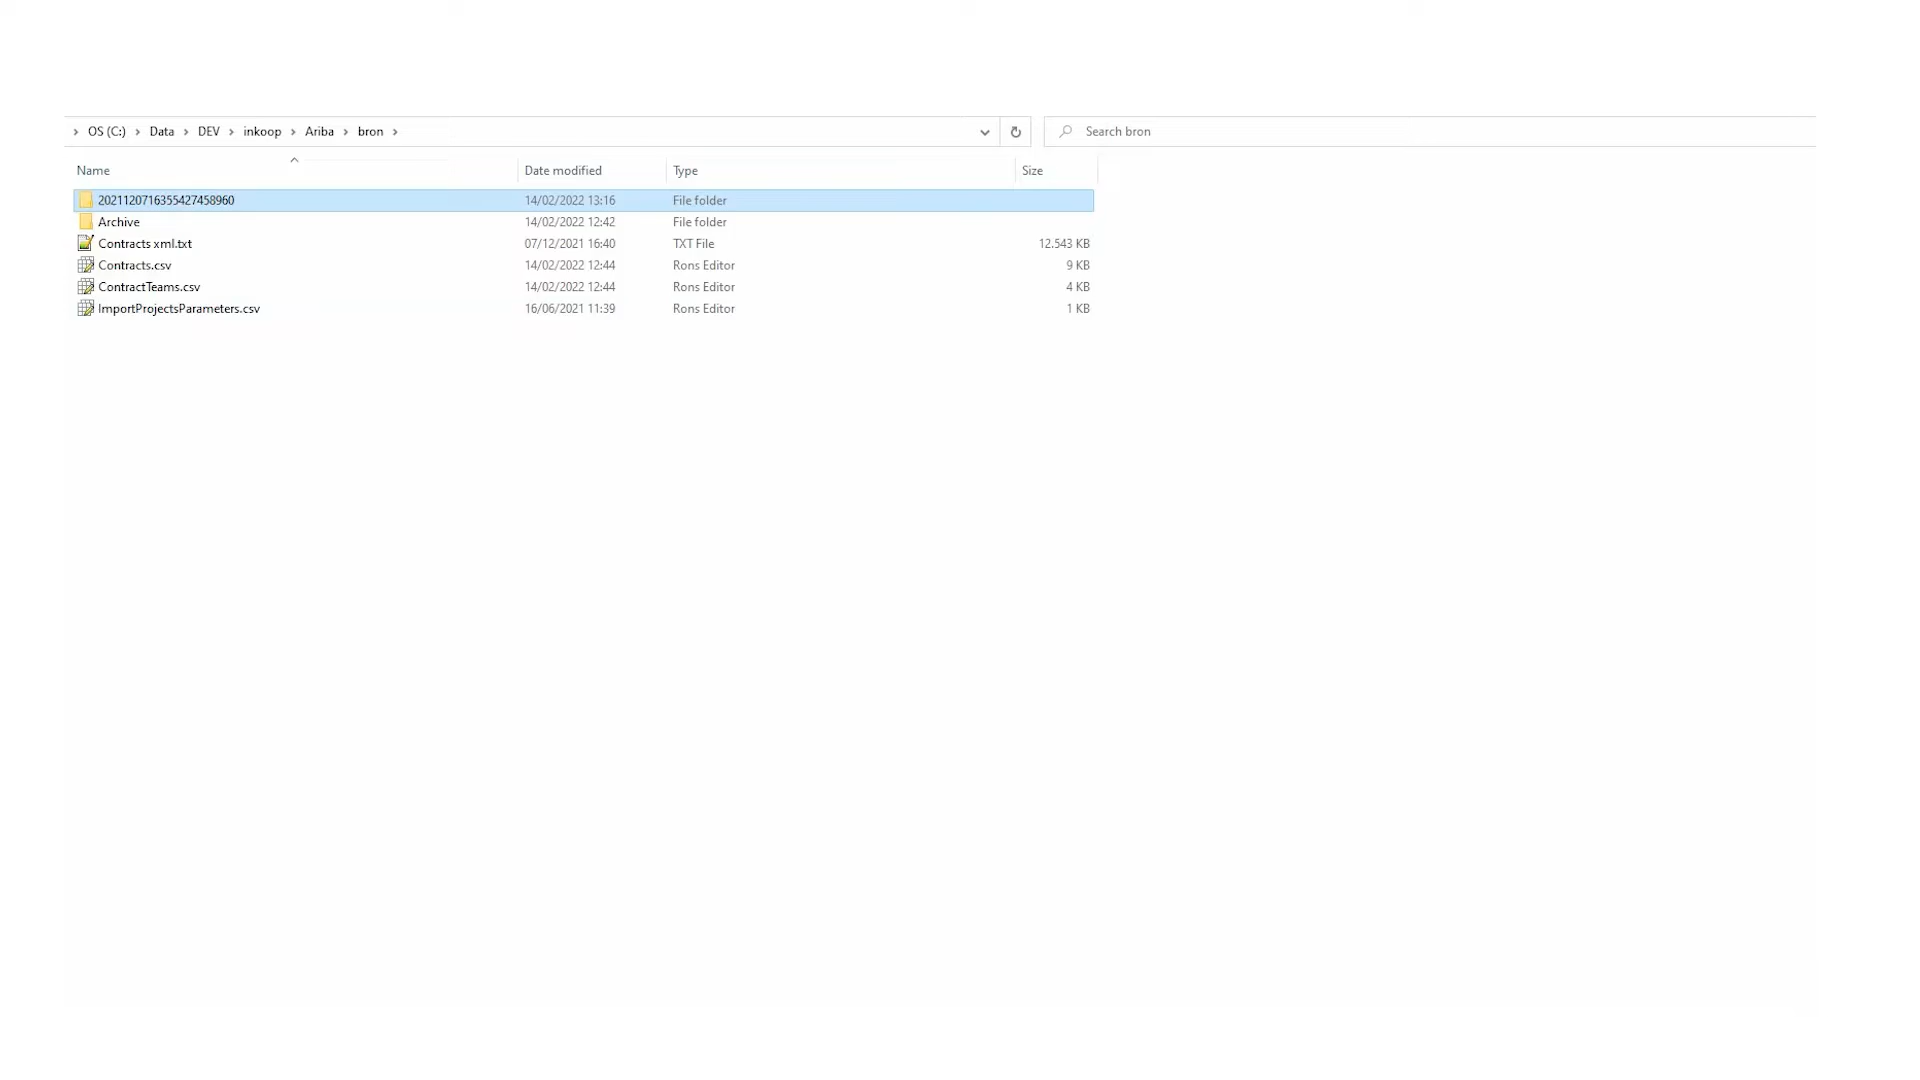 OS (C:) Data DEV inkoop Ariba bron Search bron
Name Date modified Type Size
2021120716355427458960 14/02/2022 13:16 File folder
Archive 14/02/2022 12:42 File folder
Contracts xml.txt 07/12/2021 16:40 TXT File 12.543 KB
Contracts.csv 14/02/2022 12:44 Rons Editor 9 KB
ContractTeams.csv 14/02/2022 12:44 Rons Editor 4 KB
ImportProjectsParameters.csv 16/06/2021 11:39 Rons Editor 1 KB